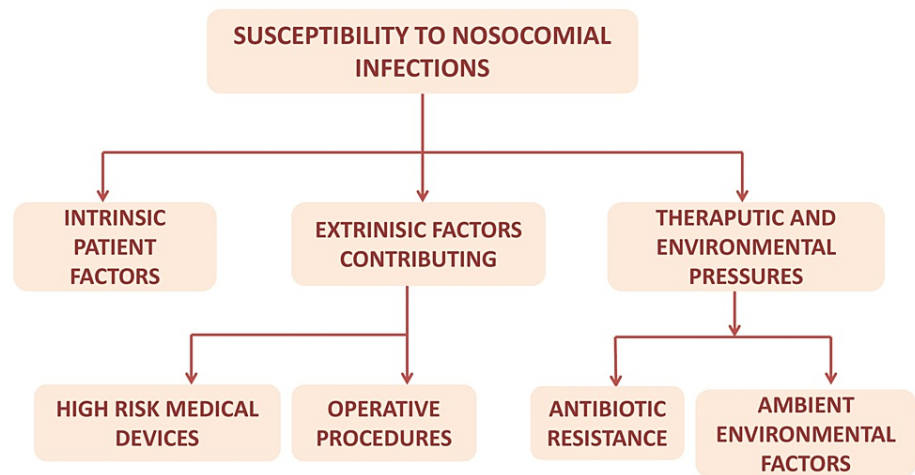 SUSCEPTIBILITY TO NOSOCOMIAL
INFECTIONS
INTRINSIC
PATIENT
FACTORS
EXTRINISIC FACTORS
CONTRIBUTING
THERAPUTIC AND
ENVIRONMENTAL
PRESSURES
HIGH RISK MEDICAL
DEVICES
OPERATIVE
PROCEDURES
ANTIBIOTIC
RESISTANCE
AMBIENT
ENVIRONMENTAL
FACTORS